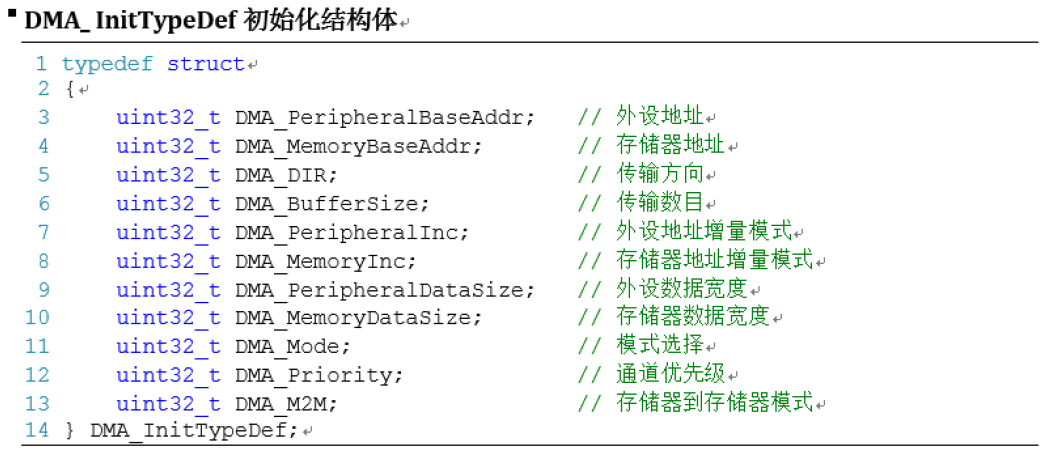 ▪ DMA_ InitTypeDef 初始化结构体↵
1 typedef struct↵
2 {↵
3 uint32_t DMA_PeripheralBaseAddr; // 外设地址↵
4 uint32_t DMA_MemoryBaseAddr; // 存储器地址↵
5 uint32_t DMA_DIR; // 传输方向↵
6 uint32_t DMA_BufferSize; // 传输数目↵
7 uint32_t DMA_PeripheralInc; // 外设地址增量模式↵
8 uint32_t DMA_MemoryInc; // 存储器地址增量模式↵
9 uint32_t DMA_PeripheralDataSize; // 外设数据宽度↵
10 uint32_t DMA_MemoryDataSize; // 存储器数据宽度↵
11 uint32_t DMA_Mode; // 模式选择↵
12 uint32_t DMA_Priority; // 通道优先级↵
13 uint32_t DMA_M2M; // 存储器到存储器模式↵
14 } DMA_InitTypeDef;↵